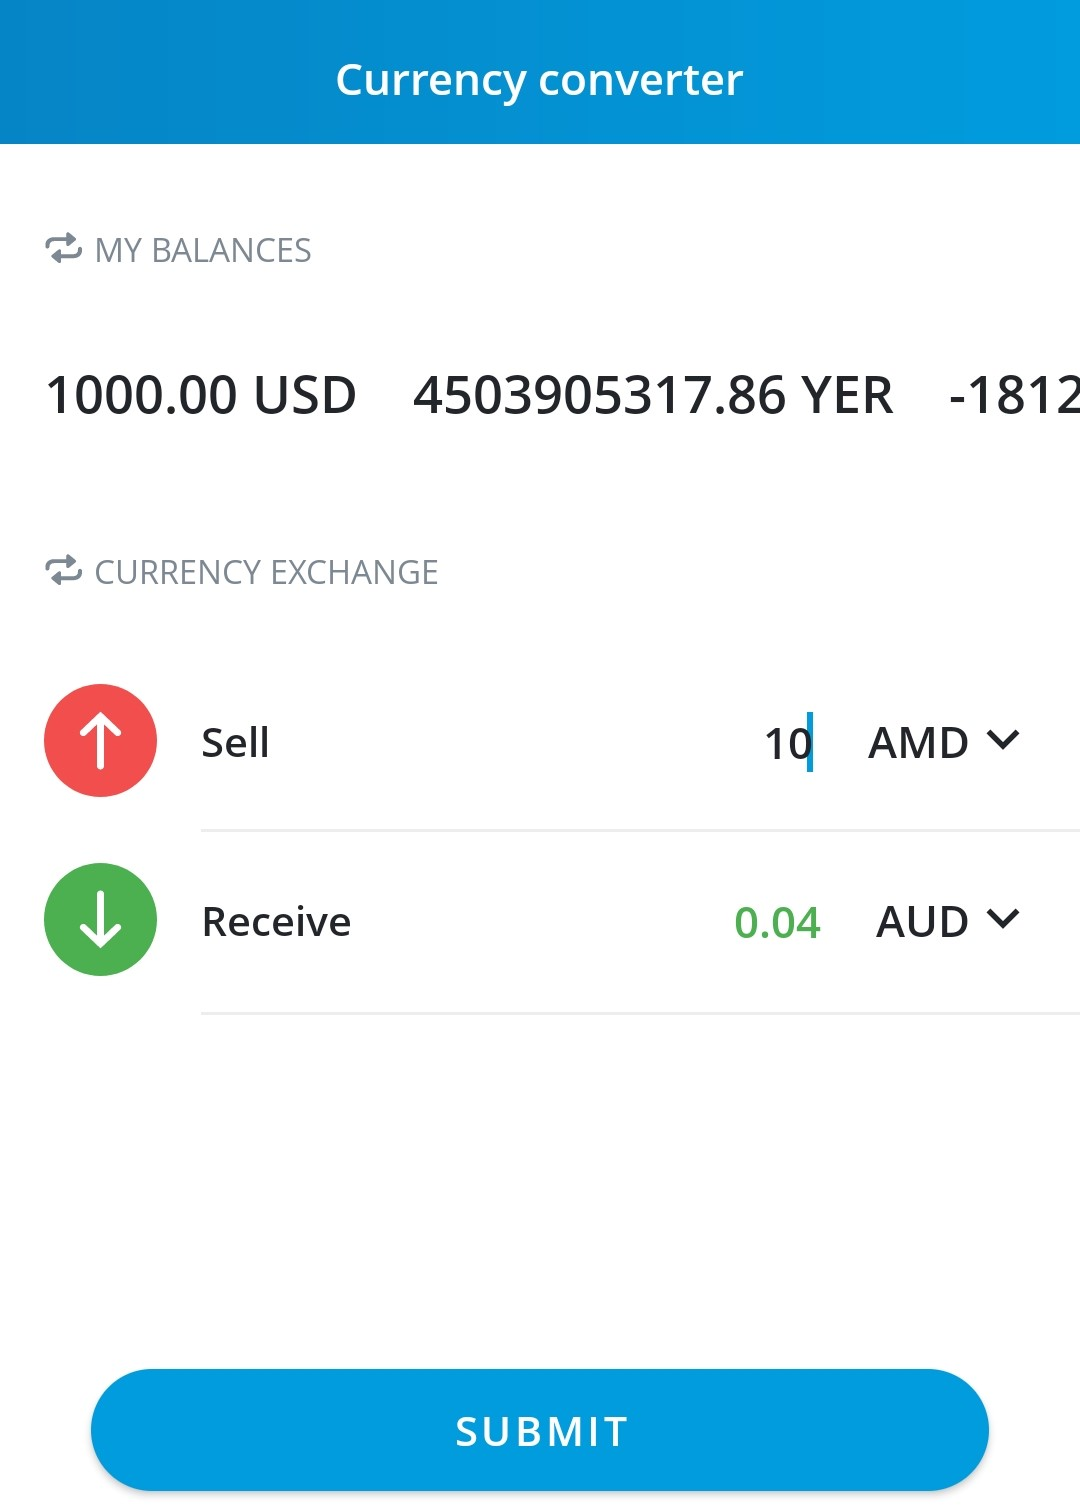 Currency converter
MY BALANCES
1000.00 USD 4503905317.86 YER -1812
CURRENCY EXCHANGE
Sell 10 AMD
Receive 0.04 AUD
SUBMIT